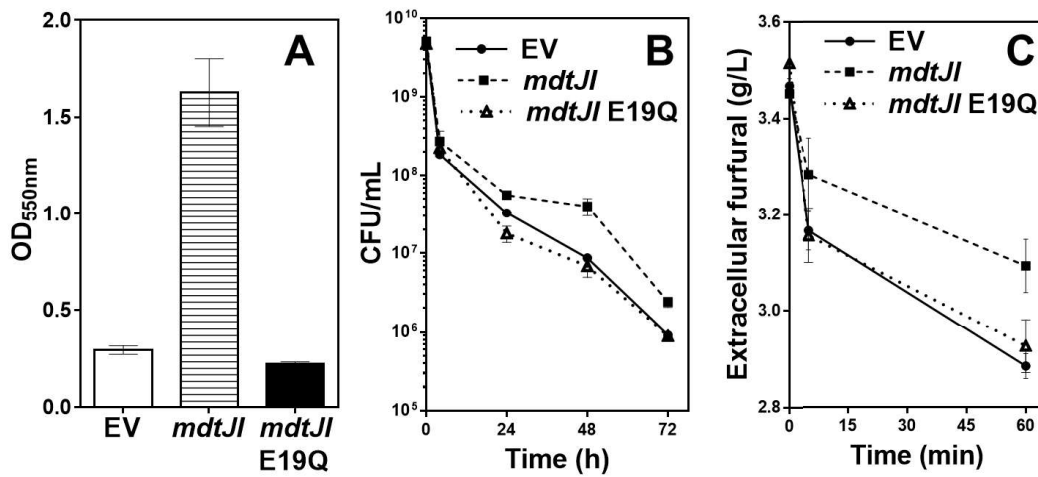 A
OD550nm
2.0
1.5
1.0
0.5
0.0
EV
mdtJI
mdtJI
E19Q
B
EV
mdtJI
mdtJI E19Q
CFU/mL
10^10
10^9
10^8
10^7
10^6
10^5
0
24
48
72
Time (h)
C
EV
mdtJI
mdtJI E19Q
Extracellular furfural (g/L)
3.6
3.4
3.2
3.0
2.8
0
15
30
45
60
Time (min)